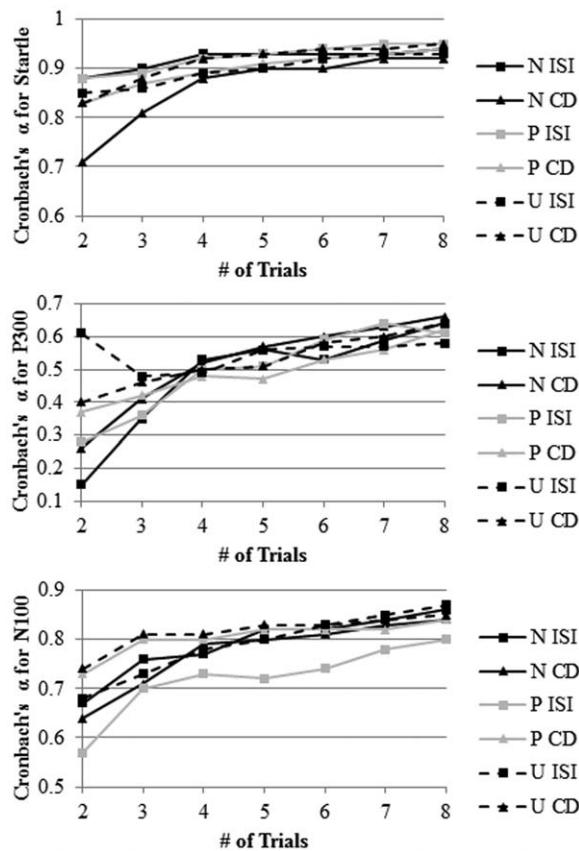 Cronbach's α for Startle
1
0.9
0.8
0.7
0.6
2 3 4 5 6 7 8
# of Trials
N ISI
N CD
P ISI
P CD
U ISI
U CD
Cronbach's α for P300
0.7
0.6
0.5
0.4
0.3
0.2
0.1
2 3 4 5 6 7 8
# of Trials
N ISI
N CD
P ISI
P CD
U ISI
U CD
Cronbach's α for N100
0.9
0.8
0.7
0.6
0.5
2 3 4 5 6 7 8
# of Trials
N ISI
N CD
P ISI
P CD
U ISI
U CD